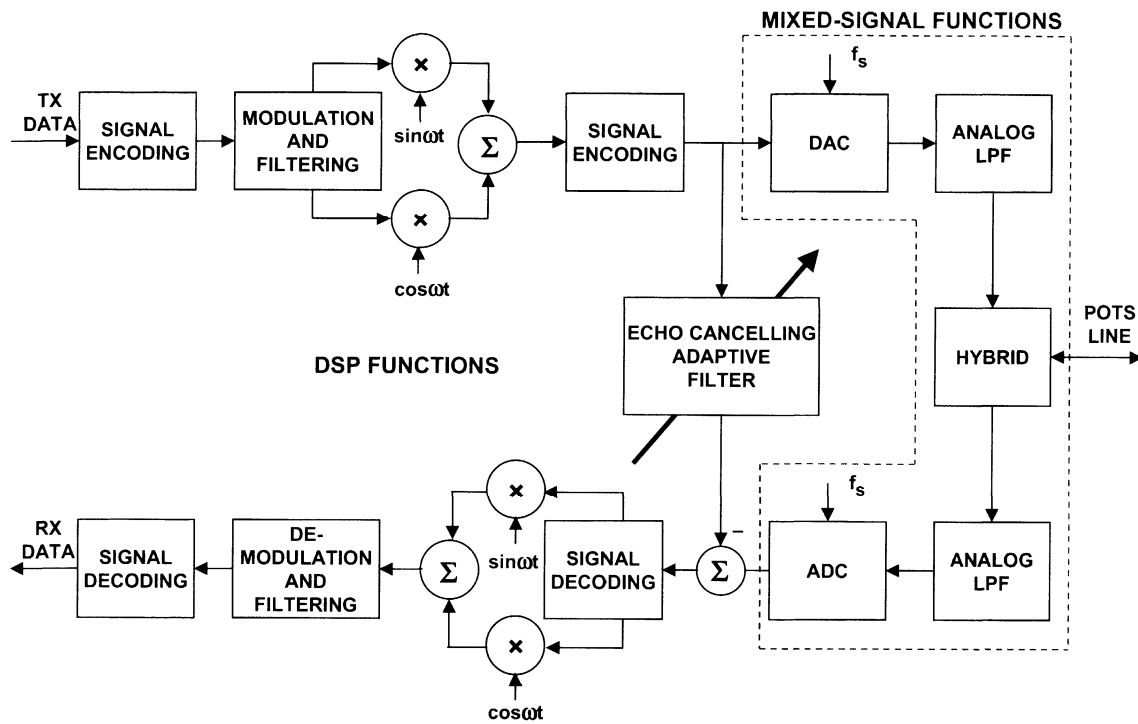 MIXED-SIGNAL FUNCTIONS
TX
DATA
SIGNAL
ENCODING
MODULATION
AND
FILTERING
×
sinωt
Σ
×
cosωt
SIGNAL
ENCODING
fs
DAC
ANALOG
LPF
ECHO CANCELLING
ADAPTIVE
FILTER
HYBRID
POTS
LINE
DSP FUNCTIONS
RX
DATA
SIGNAL
DECODING
DE-
MODULATION
AND
FILTERING
Σ
×
sinωt
×
cosωt
SIGNAL
DECODING
–
Σ
fs
ADC
ANALOG
LPF